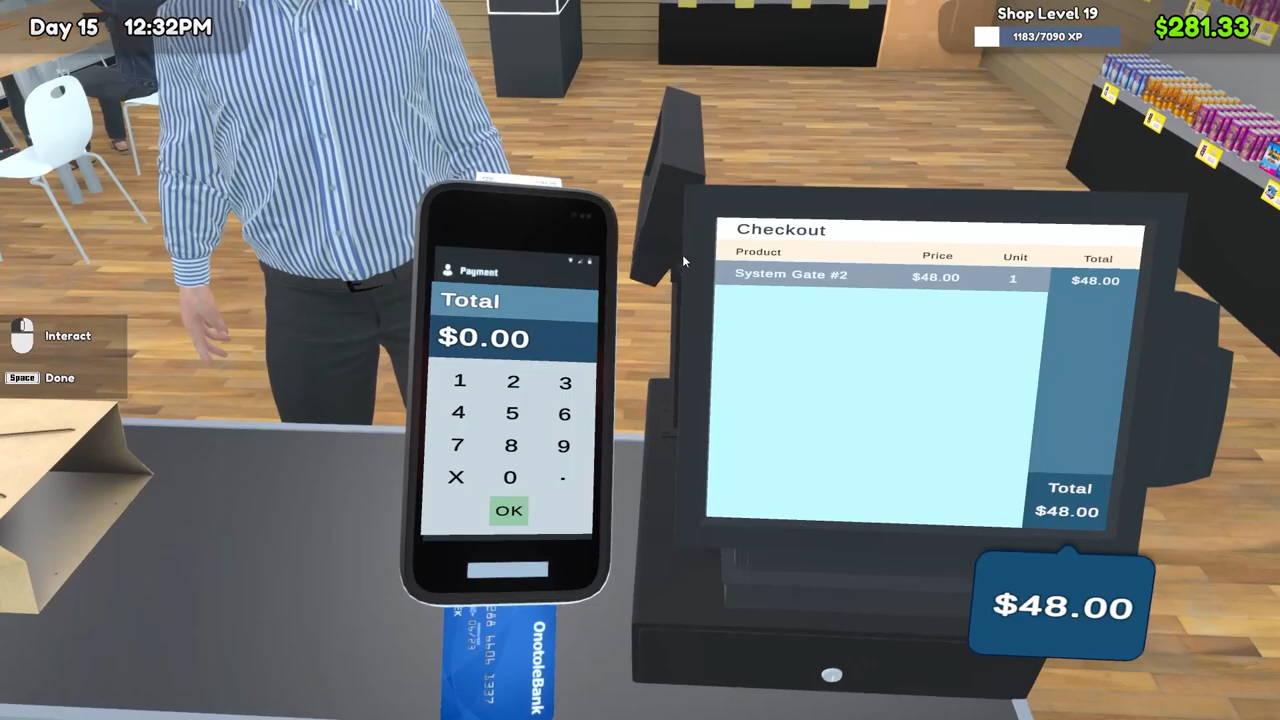 Day 15 12:32PM
Shop Level 19
1183/7090 XP
$281.33
Interact
Space Done
Payment
Total
$0.00
1 2 3
4 5 6
7 8 9
X 0 .
OK
Checkout
Product Price Unit Total
System Gate #2 $48.00 1 $48.00
Total
$48.00
$48.00
OnotoleBank